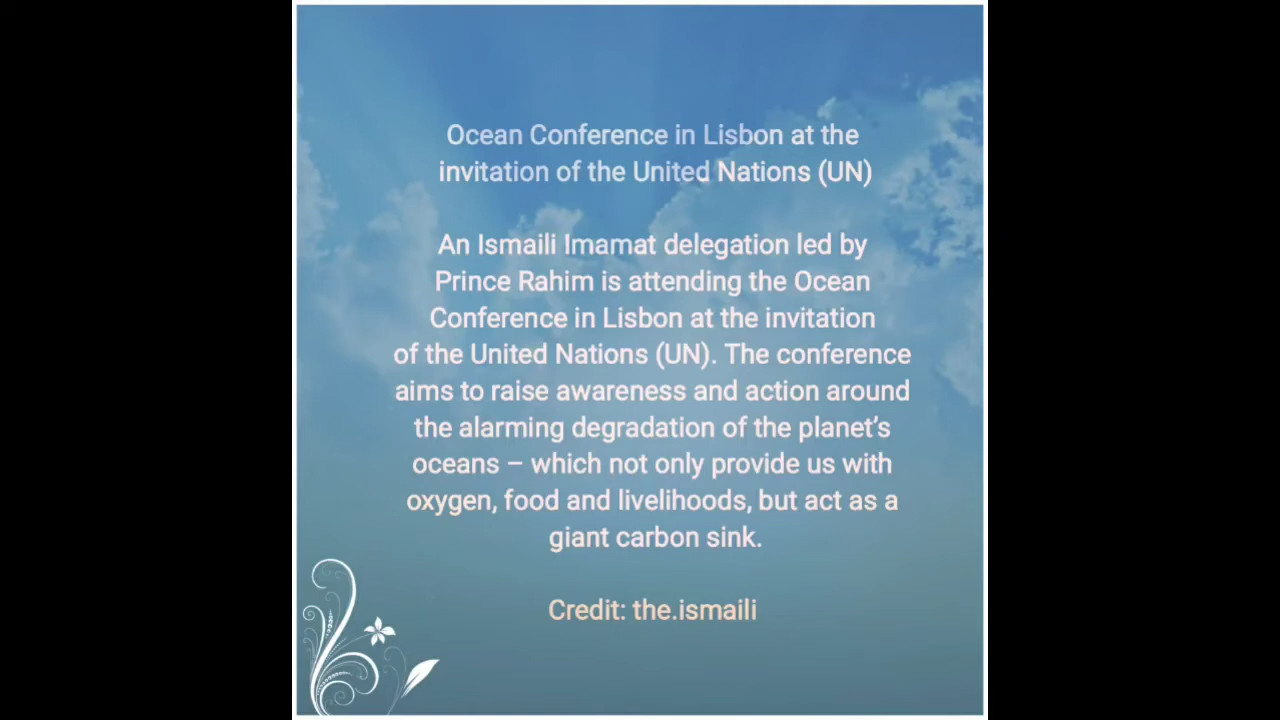 Ocean Conference in Lisbon at the
invitation of the United Nations (UN)
An Ismaili Imamat delegation led by
Prince Rahim is attending the Ocean
Conference in Lisbon at the invitation
of the United Nations (UN). The conference
aims to raise awareness and action around
the alarming degradation of the planet’s
oceans – which not only provide us with
oxygen, food and livelihoods, but act as a
giant carbon sink.
Credit: the.ismaili